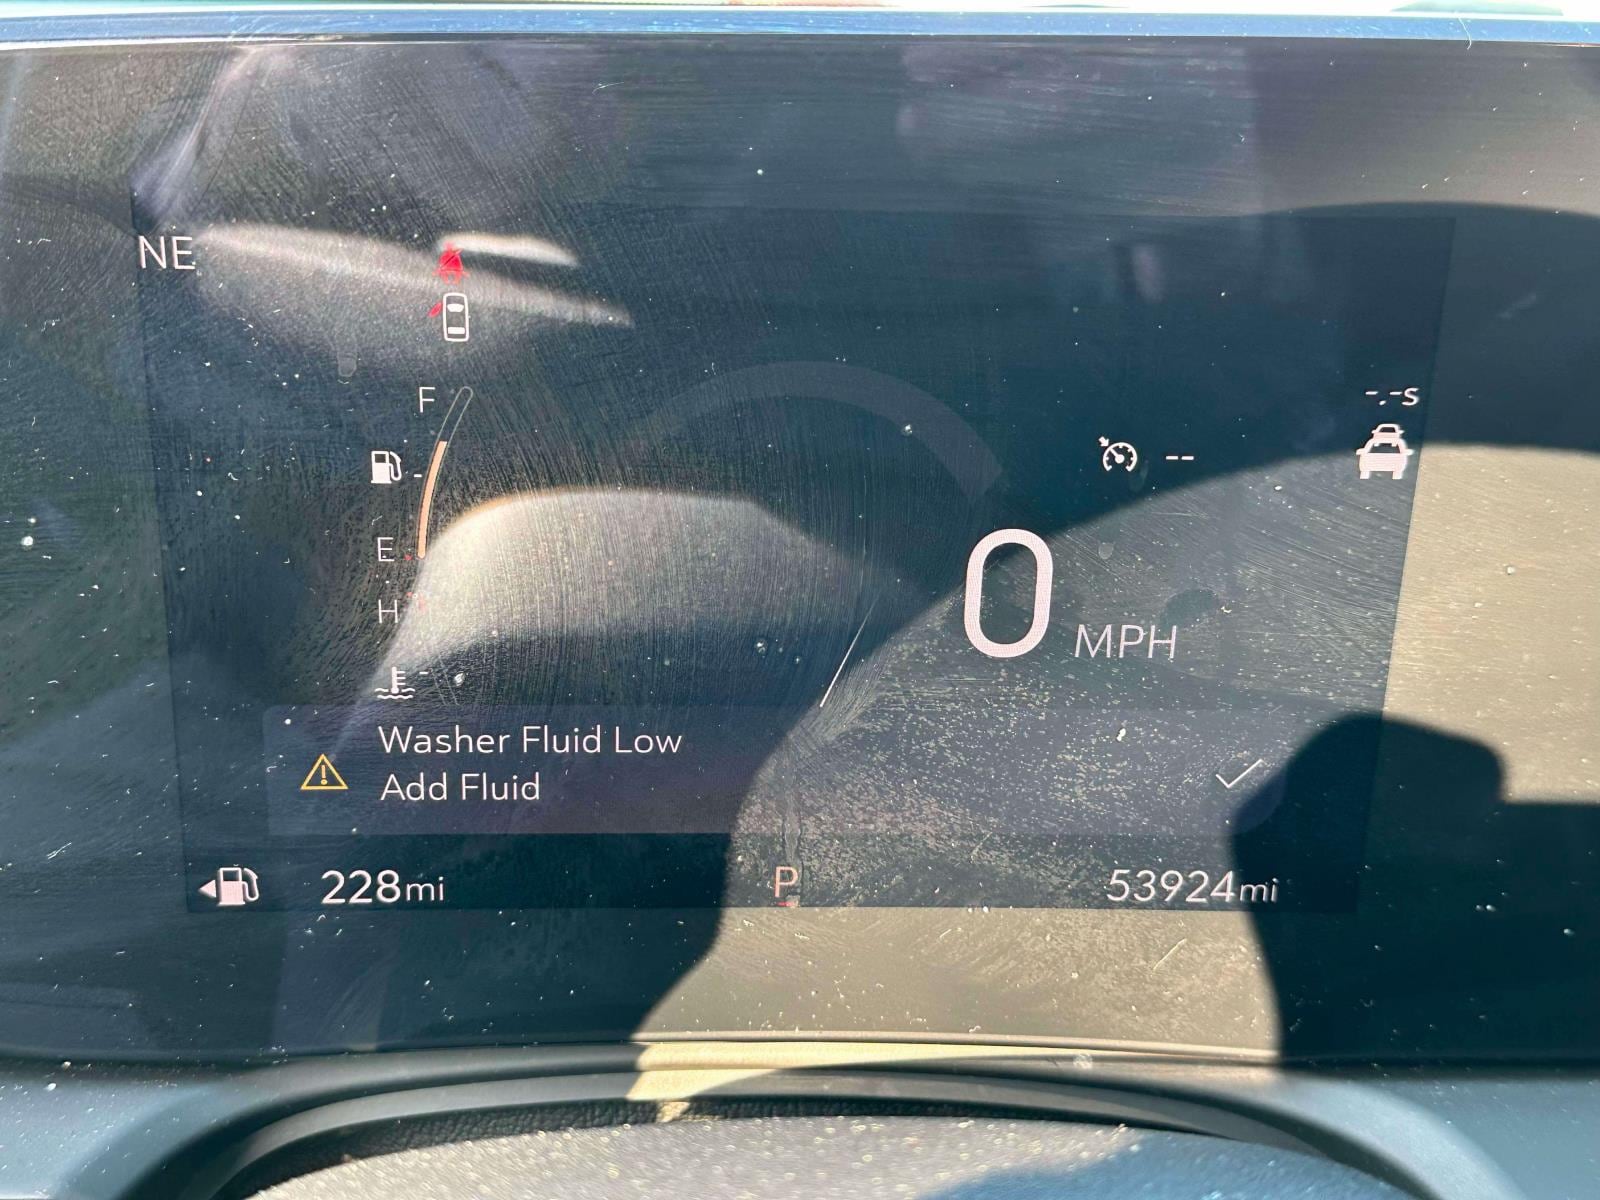 NE
F
-.-s
--
E
H
0 MPH
Washer Fluid Low
Add Fluid
228mi
P
53924mi